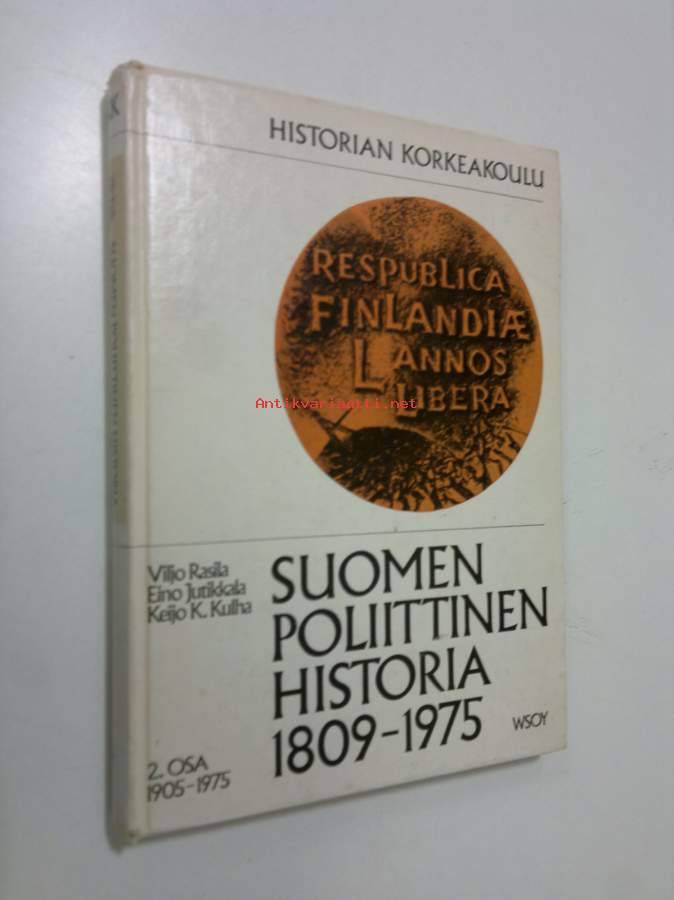 K
HISTORIAN KORKEAKOULU
RESPUBLICA
FINLANDIÆ
L ANNOS
LIBERA
Antikvariaatti.net
Viljo Rasila
Eino Jutikkala
Keijo K. Kulha
SUOMEN
POLIITTINEN
HISTORIA
1809-1975
WSOY
2. OSA
1905-1975